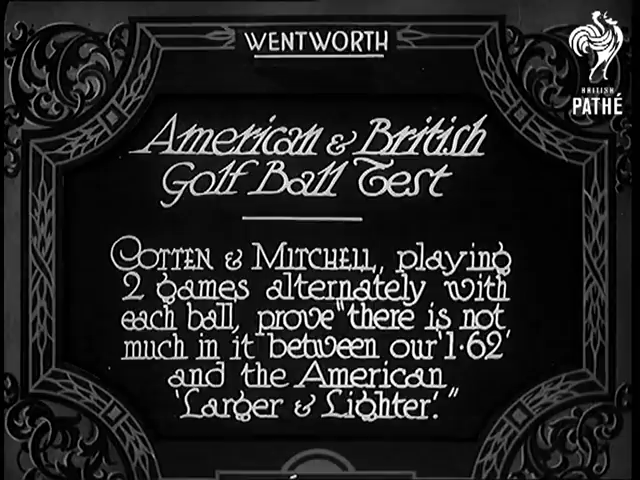 WENTWORTH
BRITISH
PATHÉ
American & British
Golf Ball Test
COTTEN & MITCHELL, playing
2 games alternately with
each ball, prove "there is not
much in it between our '1·62'
and the American
'Larger & Lighter'."